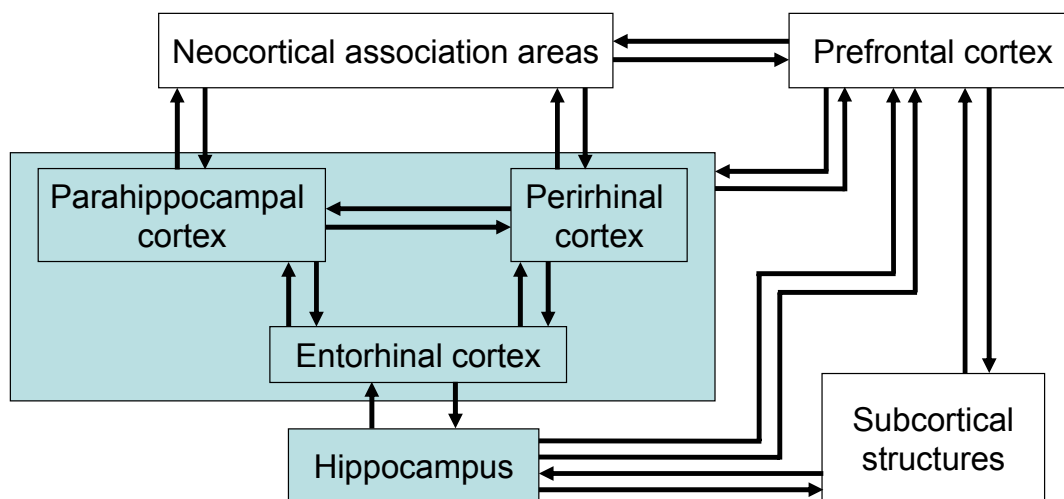 Neocortical association areas
Prefrontal cortex
Parahippocampal
cortex
Perirhinal
cortex
Entorhinal cortex
Hippocampus
Subcortical
structures